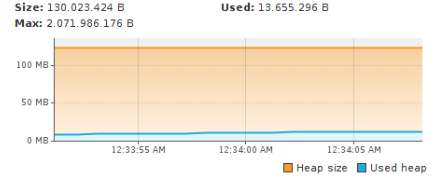 Size: 130.023.424 B Used: 13.655.296 B
Max: 2.071.986.176 B
100 MB
50 MB
0 MB
12:33:55 AM 12:34:00 AM 12:34:05 AM
Heap size Used heap